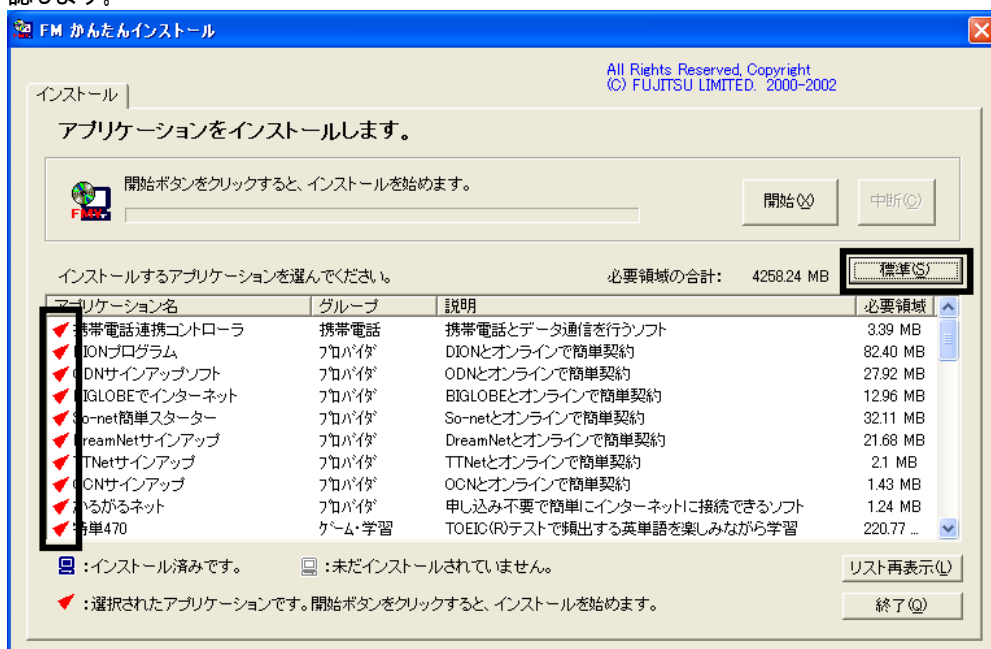 認します。
FM かんたんインストール
All Rights Reserved, Copyright
(C) FUJITSU LIMITED. 2000-2002
インストール
アプリケーションをインストールします。
開始ボタンをクリックすると、インストールを始めます。
開始(X)
中断(C)
インストールするアプリケーションを選んでください。
必要領域の合計: 4258.24 MB
標準(S)
アプリケーション名 グループ 説明 必要領域
携帯電話連携コントローラ 携帯電話 携帯電話とデータ通信を行うソフト 3.39 MB
DIONプログラム プロバイダ DIONとオンラインで簡単契約 82.40 MB
ODNサインアップソフト プロバイダ ODNとオンラインで簡単契約 27.92 MB
BIGLOBEでインターネット プロバイダ BIGLOBEとオンラインで簡単契約 12.96 MB
So-net簡単スターター プロバイダ So-netとオンラインで簡単契約 32.11 MB
DreamNetサインアップ プロバイダ DreamNetとオンラインで簡単契約 21.68 MB
TTNetサインアップ プロバイダ TTNetとオンラインで簡単契約 2.1 MB
OCNサインアップ プロバイダ OCNとオンラインで簡単契約 1.43 MB
かるがるネット プロバイダ 申し込み不要で簡単にインターネットに接続できるソフト 1.24 MB
特単470 ゲーム・学習 TOEIC(R)テストで頻出する英単語を楽しみながら学習 220.77 ...
:インストール済みです。 :未だインストールされていません。
リスト再表示(L)
:選択されたアプリケーションです。開始ボタンをクリックすると、インストールを始めます。
終了(Q)